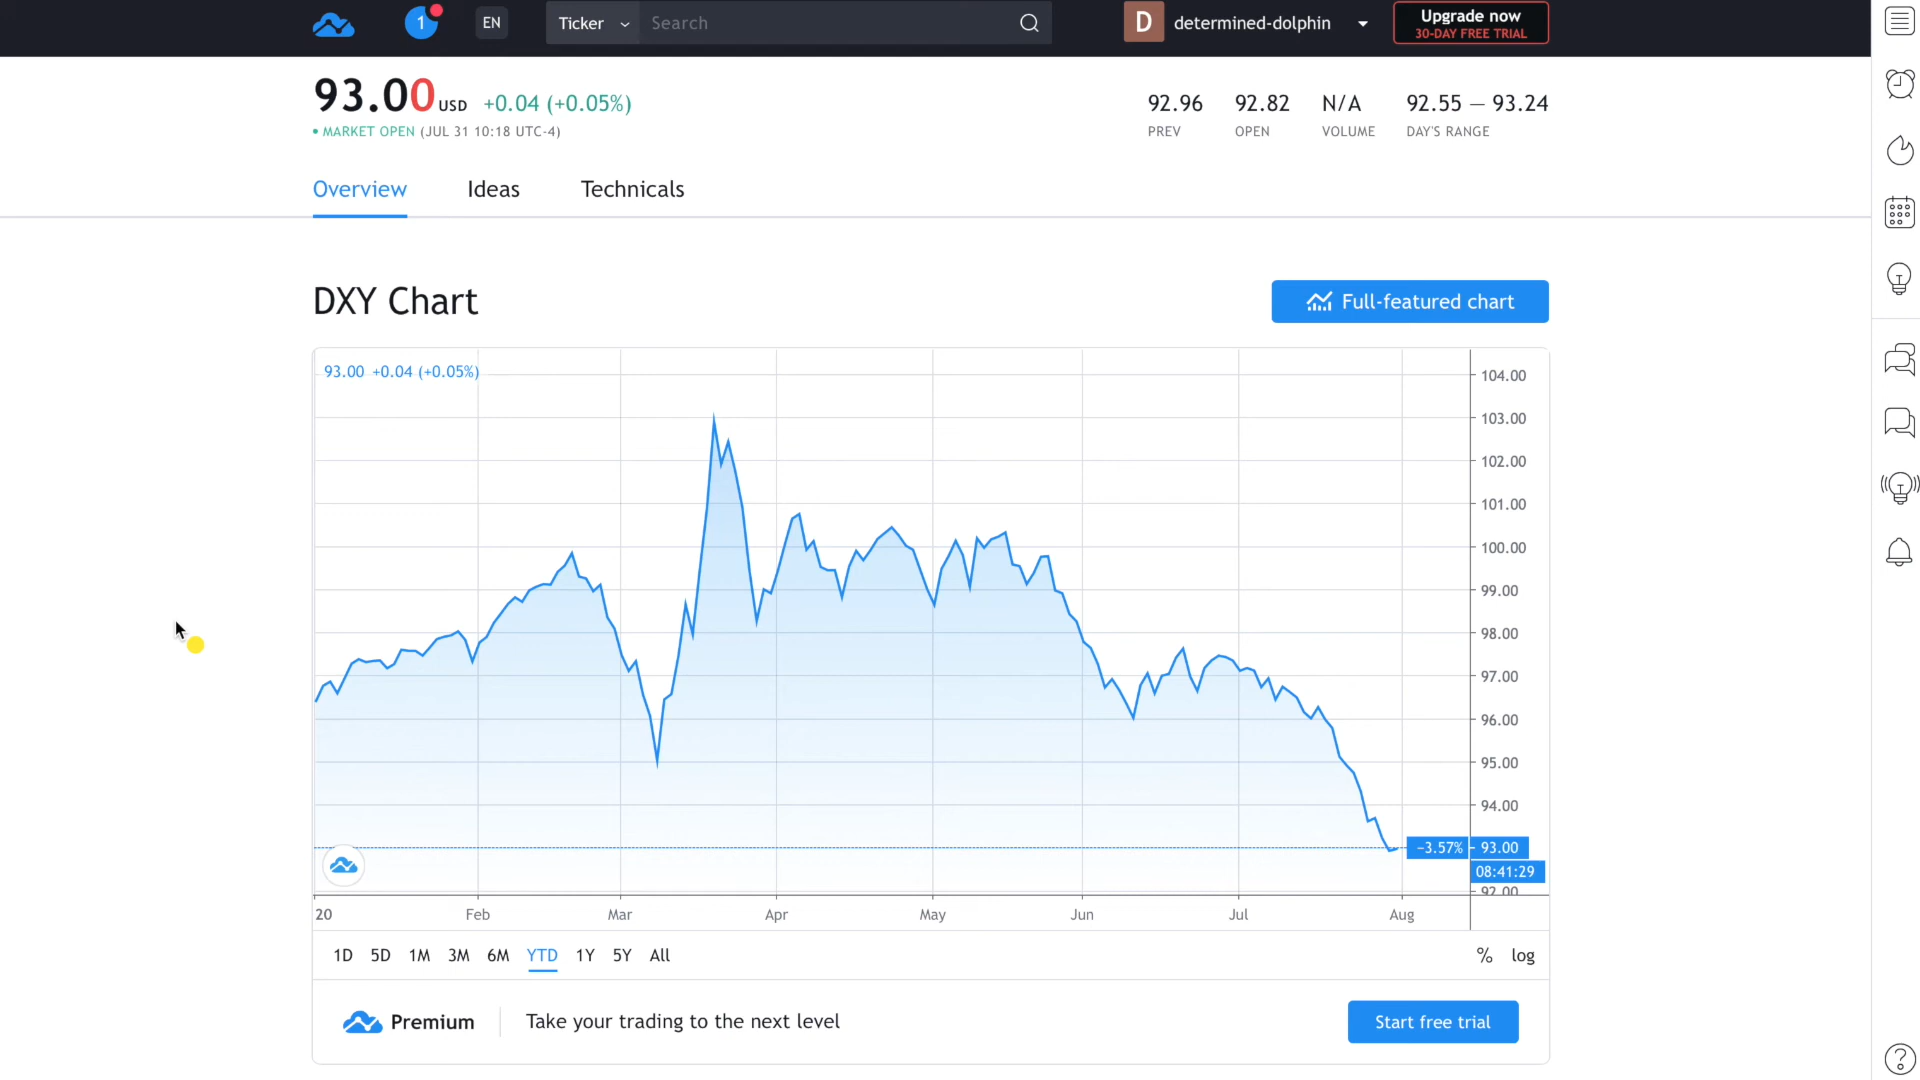 1
EN
Ticker
Search
D
determined-dolphin
Upgrade now
30-DAY FREE TRIAL
93.00 USD +0.04 (+0.05%)
MARKET OPEN (JUL 31 10:18 UTC-4)
92.96
PREV
92.82
OPEN
N/A
VOLUME
92.55 — 93.24
DAY'S RANGE
Overview
Ideas
Technicals
DXY Chart
Full-featured chart
93.00 +0.04 (+0.05%)
104.00
103.00
102.00
101.00
100.00
99.00
98.00
97.00
96.00
95.00
94.00
−3.57% 93.00
08:41:29
92.00
20 Feb Mar Apr May Jun Jul Aug
1D 5D 1M 3M 6M YTD 1Y 5Y All % log
Premium
Take your trading to the next level
Start free trial